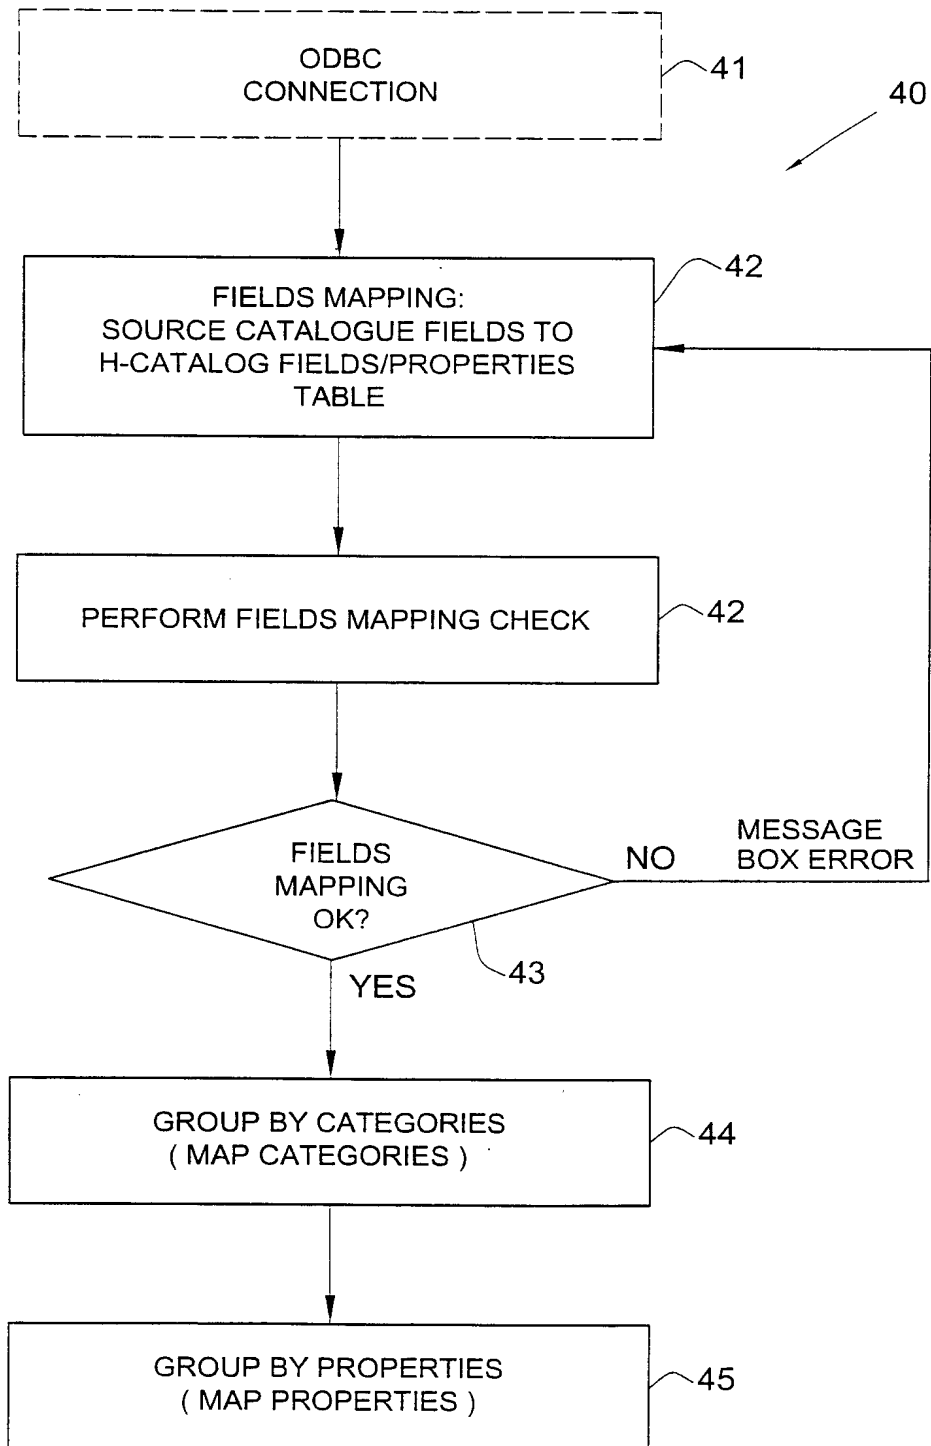 ODBC
CONNECTION
41
40
42
FIELDS MAPPING:
SOURCE CATALOGUE FIELDS TO
H-CATALOG FIELDS/PROPERTIES
TABLE
PERFORM FIELDS MAPPING CHECK
42
FIELDS
MAPPING
OK?
NO
MESSAGE
BOX ERROR
43
YES
GROUP BY CATEGORIES
( MAP CATEGORIES )
44
GROUP BY PROPERTIES
( MAP PROPERTIES )
45